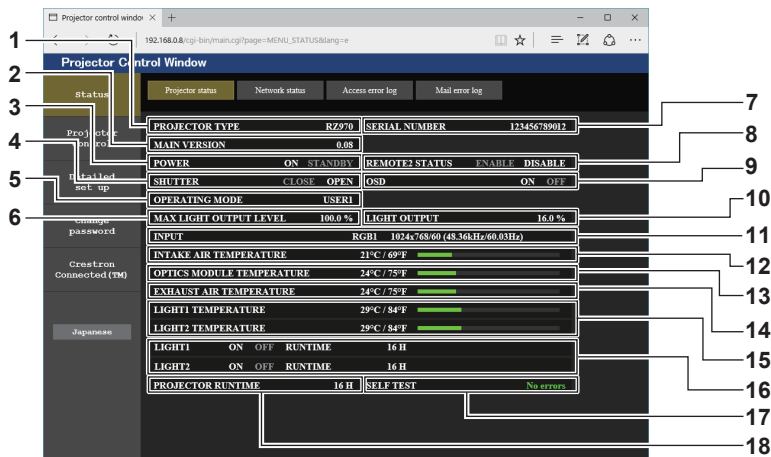 Projector control windo
192.168.0.8/cgi-bin/main.cgi?page=MENU_STATUS&lang=e
Projector Control Window
Status
Projector status
Network status
Access error log
Mail error log
Projector control
Detailed
set up
Change
password
Crestron
Connected(TM)
Japanese
PROJECTOR TYPE RZ970
SERIAL NUMBER 123456789012
MAIN VERSION 0.08
POWER ON STANDBY
REMOTE2 STATUS ENABLE DISABLE
SHUTTER CLOSE OPEN
OSD ON OFF
OPERATING MODE USER1
MAX LIGHT OUTPUT LEVEL 100.0 %
LIGHT OUTPUT 16.0 %
INPUT RGB1 1024x768/60 (48.36kHz/60.03Hz)
INTAKE AIR TEMPERATURE 21°C / 69°F
OPTICS MODULE TEMPERATURE 24°C / 75°F
EXHAUST AIR TEMPERATURE 24°C / 75°F
LIGHT1 TEMPERATURE 29°C / 84°F
LIGHT2 TEMPERATURE 29°C / 84°F
LIGHT1 ON OFF RUNTIME 16 H
LIGHT2 ON OFF RUNTIME 16 H
PROJECTOR RUNTIME 16 H
SELF TEST No errors
1
2
3
4
5
6
7
8
9
10
11
12
13
14
15
16
17
18